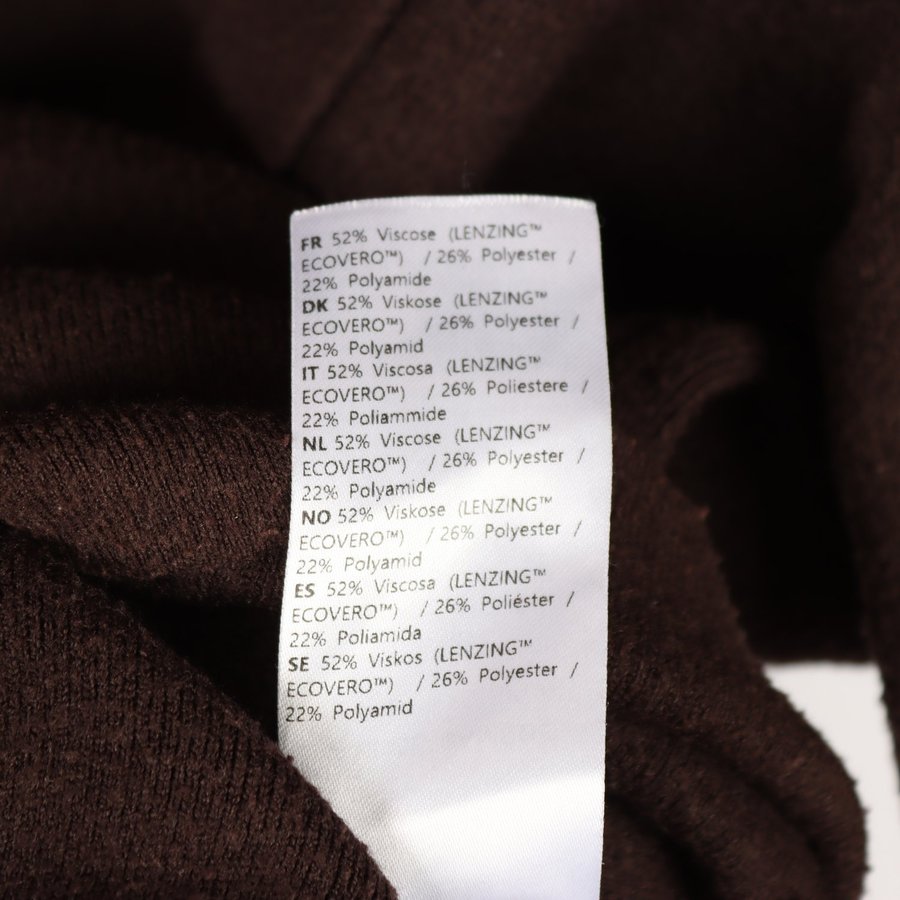 FR 52% Viscose (LENZING™
ECOVERO™) / 26% Polyester /
22% Polyamide
DK 52% Viskose (LENZING™
ECOVERO™) / 26% Polyester /
22% Polyamid
IT 52% Viscosa (LENZING™
ECOVERO™) / 26% Poliestere /
22% Poliammide
NL 52% Viscose (LENZING™
ECOVERO™) / 26% Polyester /
22% Polyamide
NO 52% Viskose (LENZING™
ECOVERO™) / 26% Polyester /
22% Polyamid
ES 52% Viscosa (LENZING™
ECOVERO™) / 26% Poliéster /
22% Poliamida
SE 52% Viskos (LENZING™
ECOVERO™) / 26% Polyester /
22% Polyamid